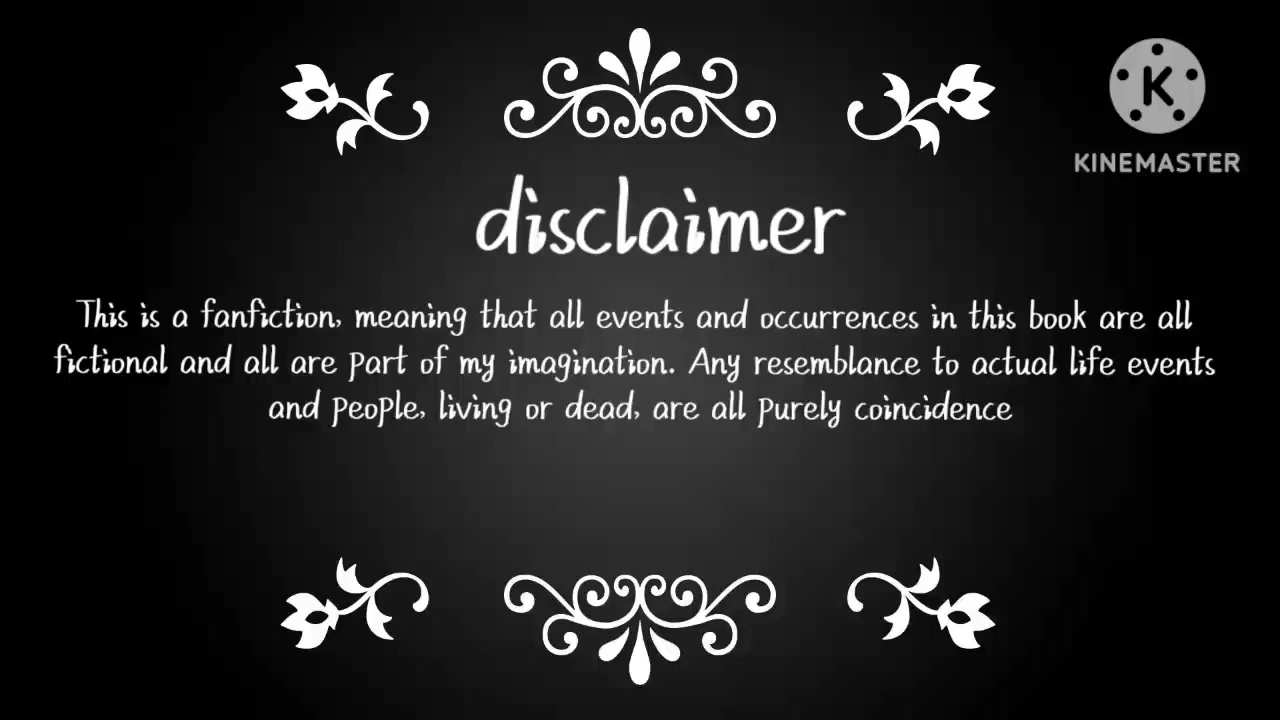 K
KINEMASTER
disclaimer
This is a fanfiction, meaning that all events and occurrences in this book are all
fictional and all are part of my imagination. Any resemblance to actual life events
and people, living or dead, are all purely coincidence